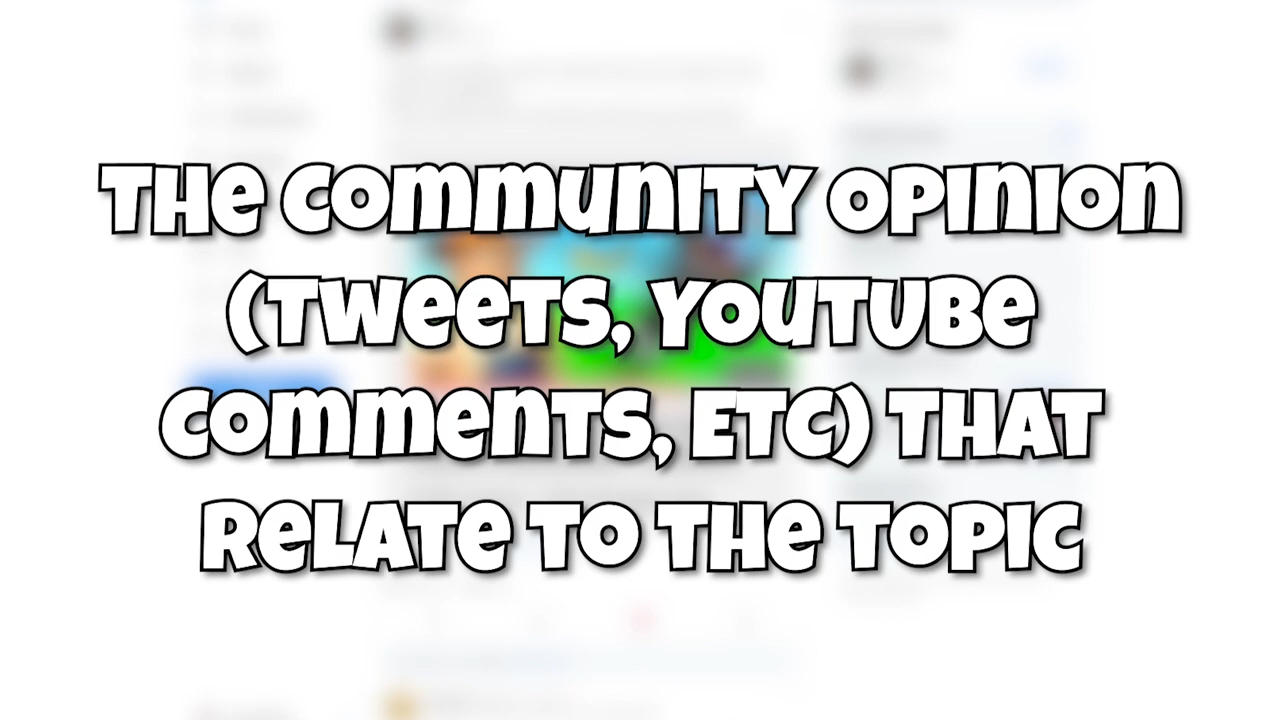 THE COMMUNITY OPINION
(TWEETS, YOUTUBE
COMMENTS, ETC) THAT
RELATE TO THE TOPIC